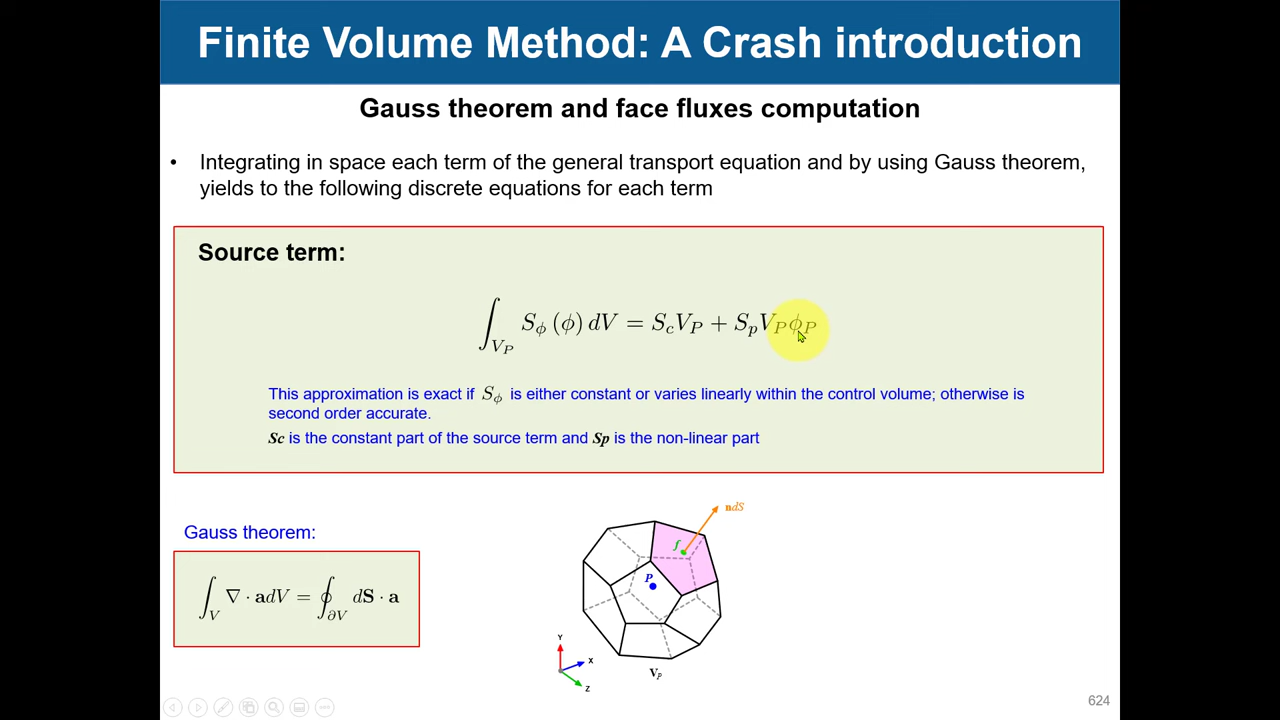 Finite Volume Method: A Crash introduction
Gauss theorem and face fluxes computation
• Integrating in space each term of the general transport equation and by using Gauss theorem,
yields to the following discrete equations for each term
Source term:
∫_{V_P} S_ϕ (ϕ) dV = S_c V_P + S_p V_P ϕ_P
This approximation is exact if S_ϕ is either constant or varies linearly within the control volume; otherwise is
second order accurate.
Sc is the constant part of the source term and Sp is the non-linear part
Gauss theorem:
∫_V ∇ · a dV = ∮_{∂V} dS · a
ndS
f
P
Y
X
Z
V_P
624